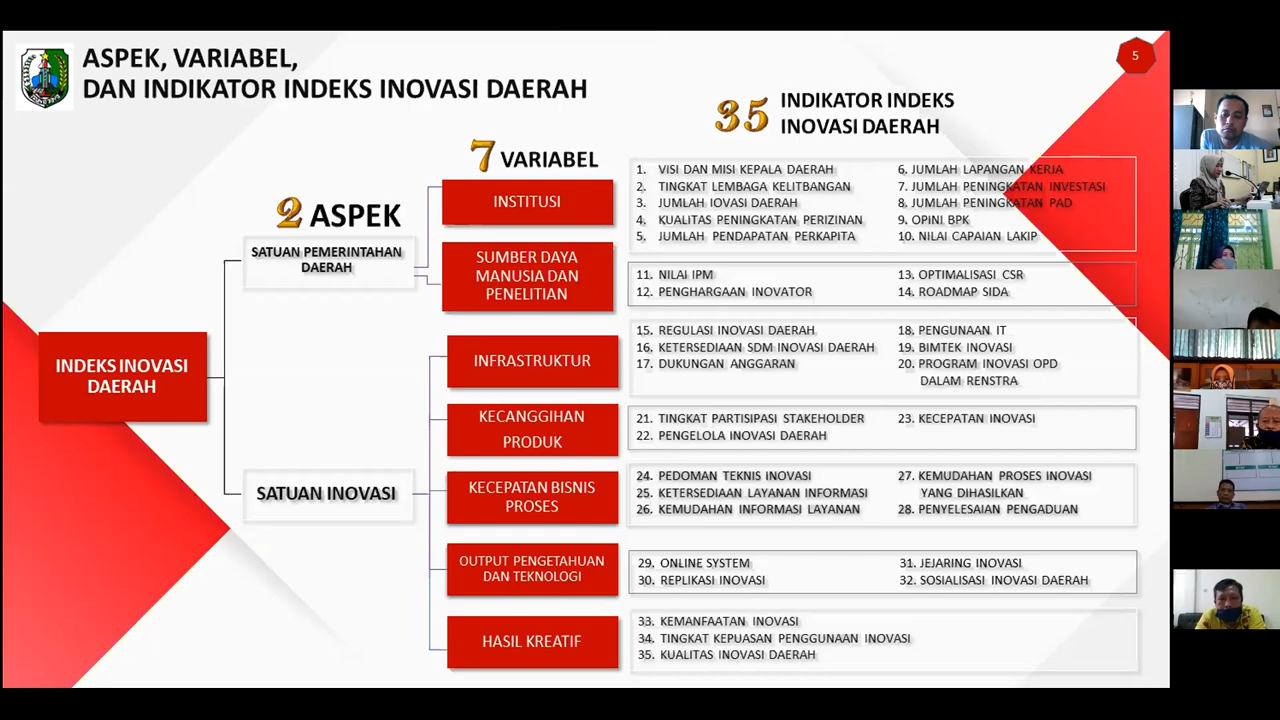 ASPEK, VARIABEL,
DAN INDIKATOR INDEKS INOVASI DAERAH
5
35 INDIKATOR INDEKS
INOVASI DAERAH
7 VARIABEL
2 ASPEK
INDEKS INOVASI
DAERAH
SATUAN PEMERINTAHAN
DAERAH
INSTITUSI
1. VISI DAN MISI KEPALA DAERAH
2. TINGKAT LEMBAGA KELITBANGAN
3. JUMLAH IOVASI DAERAH
4. KUALITAS PENINGKATAN PERIZINAN
5. JUMLAH PENDAPATAN PERKAPITA
6. JUMLAH LAPANGAN KERJA
7. JUMLAH PENINGKATAN INVESTASI
8. JUMLAH PENINGKATAN PAD
9. OPINI BPK
10. NILAI CAPAIAN LAKIP
SUMBER DAYA
MANUSIA DAN
PENELITIAN
11. NILAI IPM
12. PENGHARGAAN INOVATOR
13. OPTIMALISASI CSR
14. ROADMAP SIDA
SATUAN INOVASI
INFRASTRUKTUR
15. REGULASI INOVASI DAERAH
16. KETERSEDIAAN SDM INOVASI DAERAH
17. DUKUNGAN ANGGARAN
18. PENGUNAAN IT
19. BIMTEK INOVASI
20. PROGRAM INOVASI OPD
DALAM RENSTRA
KECANGGIHAN
PRODUK
21. TINGKAT PARTISIPASI STAKEHOLDER
22. PENGELOLA INOVASI DAERAH
23. KECEPATAN INOVASI
KECEPATAN BISNIS
PROSES
24. PEDOMAN TEKNIS INOVASI
25. KETERSEDIAAN LAYANAN INFORMASI
26. KEMUDAHAN INFORMASI LAYANAN
27. KEMUDAHAN PROSES INOVASI
YANG DIHASILKAN
28. PENYELESAIAN PENGADUAN
OUTPUT PENGETAHUAN
DAN TEKNOLOGI
29. ONLINE SYSTEM
30. REPLIKASI INOVASI
31. JEJARING INOVASI
32. SOSIALISASI INOVASI DAERAH
HASIL KREATIF
33. KEMANFAATAN INOVASI
34. TINGKAT KEPUASAN PENGGUNAAN INOVASI
35. KUALITAS INOVASI DAERAH